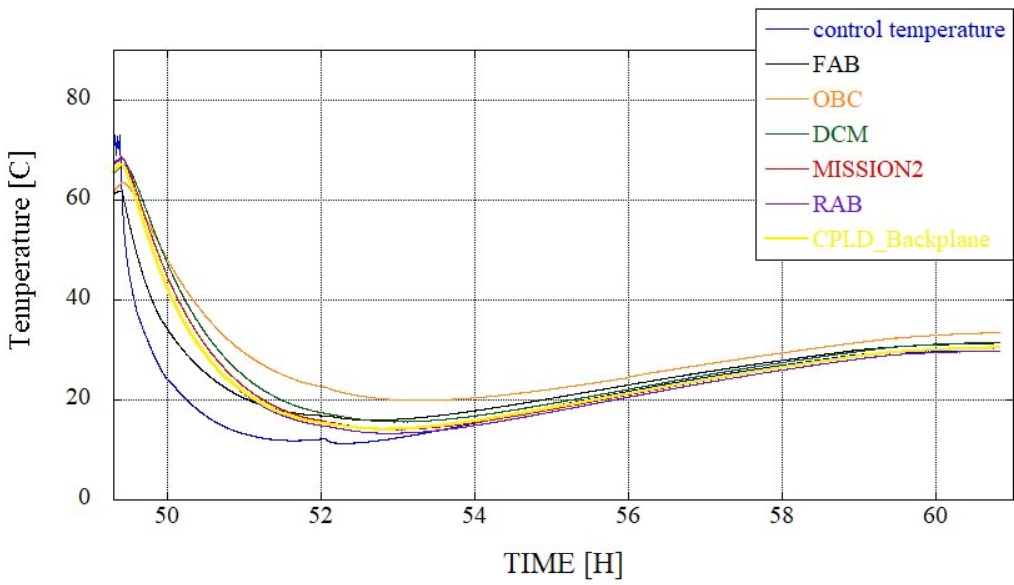 control temperature
FAB
OBC
DCM
MISSION2
RAB
CPLD_Backplane
Temperature [C]
80
60
40
20
0
50 52 54 56 58 60
TIME [H]